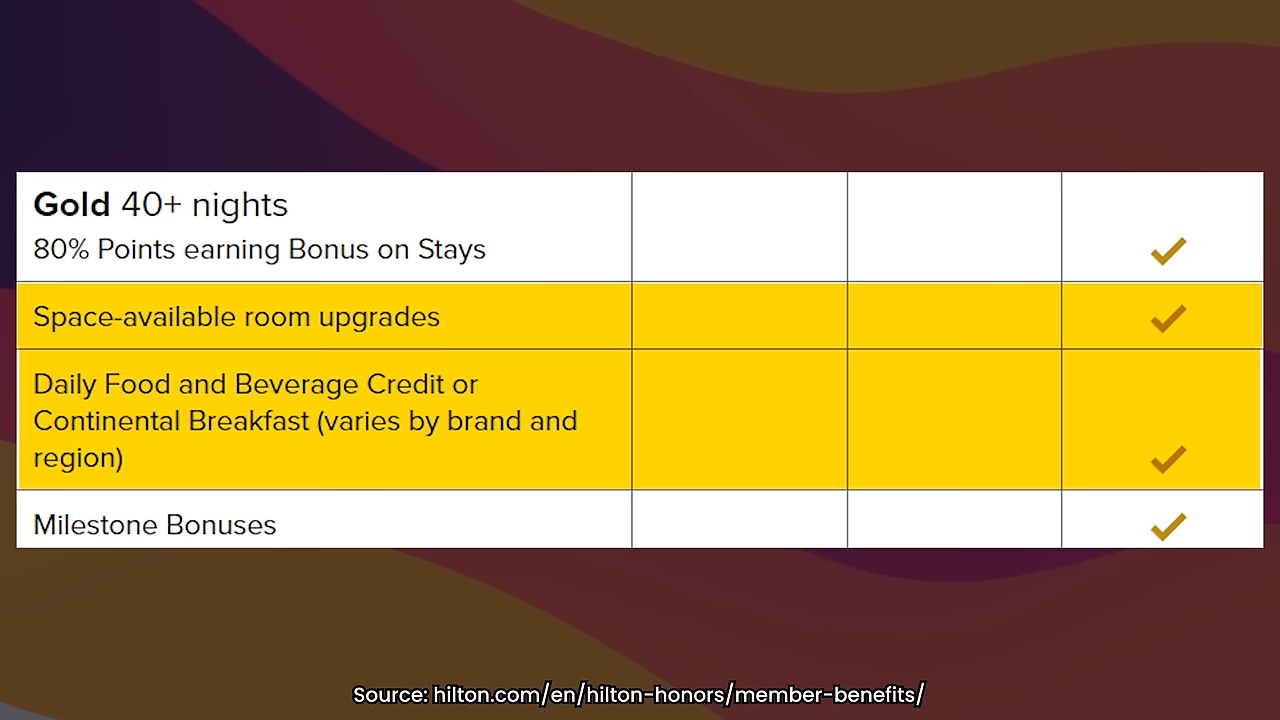 Gold 40+ nights
80% Points earning Bonus on Stays
Space-available room upgrades
Daily Food and Beverage Credit or
Continental Breakfast (varies by brand and
region)
Milestone Bonuses
Source: hilton.com/en/hilton-honors/member-benefits/